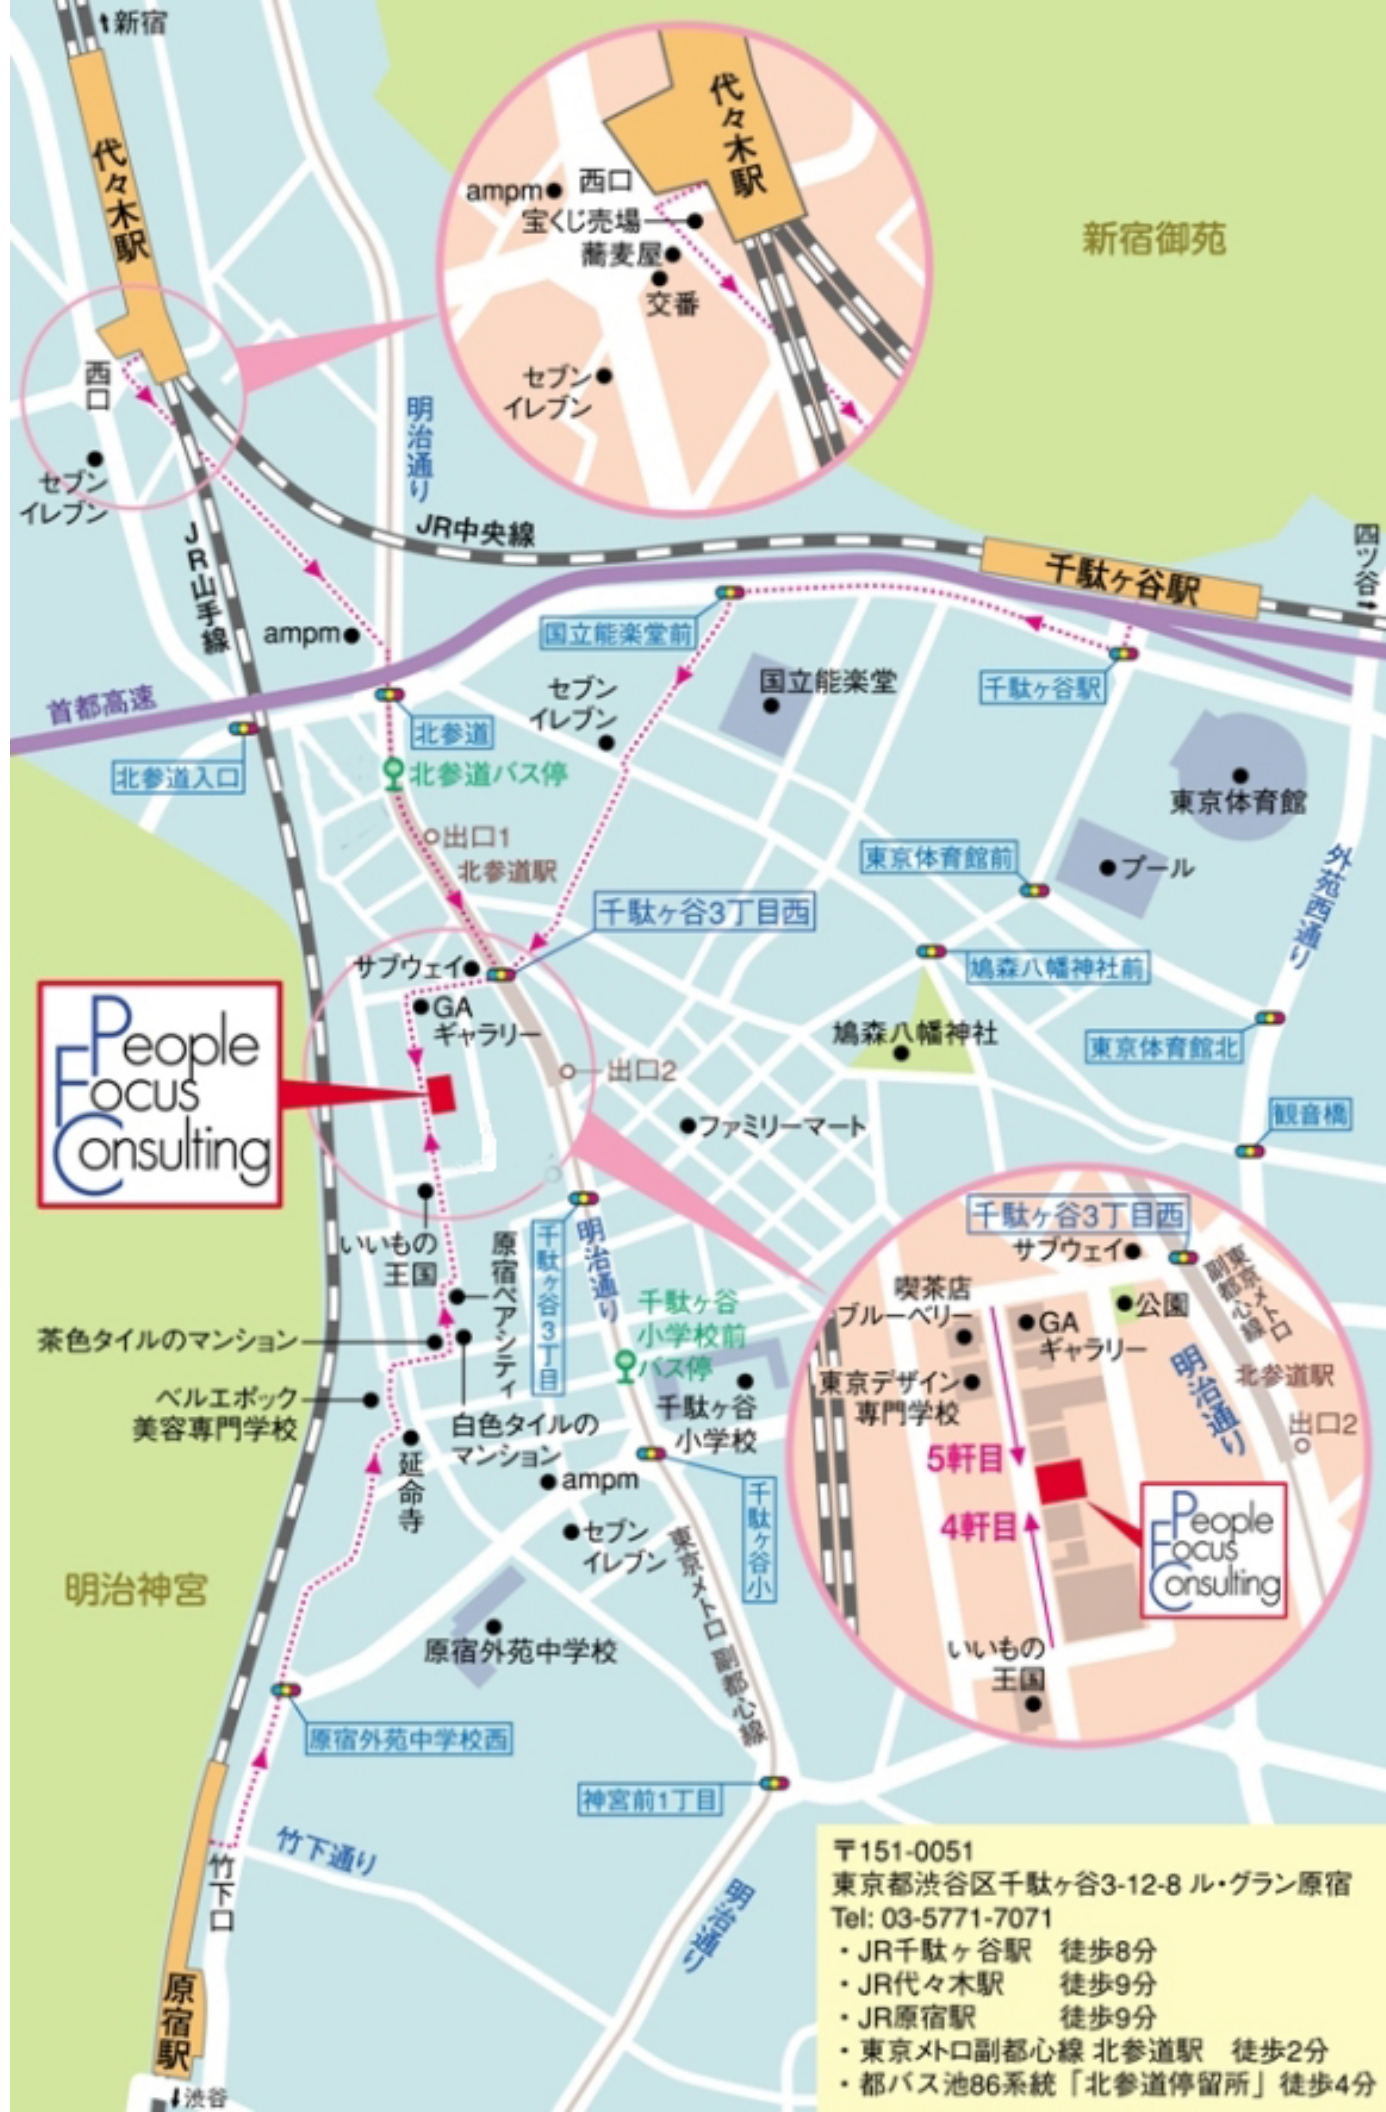 新宿
代々木駅
代々木駅
ampm
西口
宝くじ売場
蕎麦屋
交番
セブン
イレブン
新宿御苑
西口
セブン
イレブン
明治通り
JR中央線
JR山手線
千駄ヶ谷駅
四ツ谷
ampm
国立能楽堂前
国立能楽堂
千駄ヶ谷駅
セブン
イレブン
首都高速
北参道
北参道入口
北参道バス停
東京体育館
出口1
北参道駅
東京体育館前
プール
外苑西通り
千駄ヶ谷3丁目西
サブウェイ
鳩森八幡神社前
GA
ギャラリー
People
Focus
Consulting
鳩森八幡神社
東京体育館北
出口2
ファミリーマート
観音橋
いいもの
王国
原宿ペアシティ
千駄ヶ谷3丁目
明治通り
千駄ヶ谷
小学校前
バス停
茶色タイルのマンション
ベルエポック
美容専門学校
白色タイルの
マンション
千駄ヶ谷
小学校
延命寺
ampm
セブン
イレブン
千駄ヶ谷小
東京メトロ 副都心線
明治神宮
原宿外苑中学校
原宿外苑中学校西
神宮前1丁目
竹下通り
竹下口
明治通り
原宿駅
渋谷
千駄ヶ谷3丁目西
サブウェイ
喫茶店
ブルーベリー
公園
GA
ギャラリー
東京メトロ
副都心線
東京デザイン
専門学校
明治通り
北参道駅
出口2
5軒目
4軒目
People
Focus
Consulting
いいもの
王国
〒151-0051
東京都渋谷区千駄ヶ谷3-12-8 ル・グラン原宿
Tel: 03-5771-7071
・JR千駄ヶ谷駅　徒歩8分
・JR代々木駅　徒歩9分
・JR原宿駅　徒歩9分
・東京メトロ副都心線 北参道駅　徒歩2分
・都バス池86系統「北参道停留所」徒歩4分